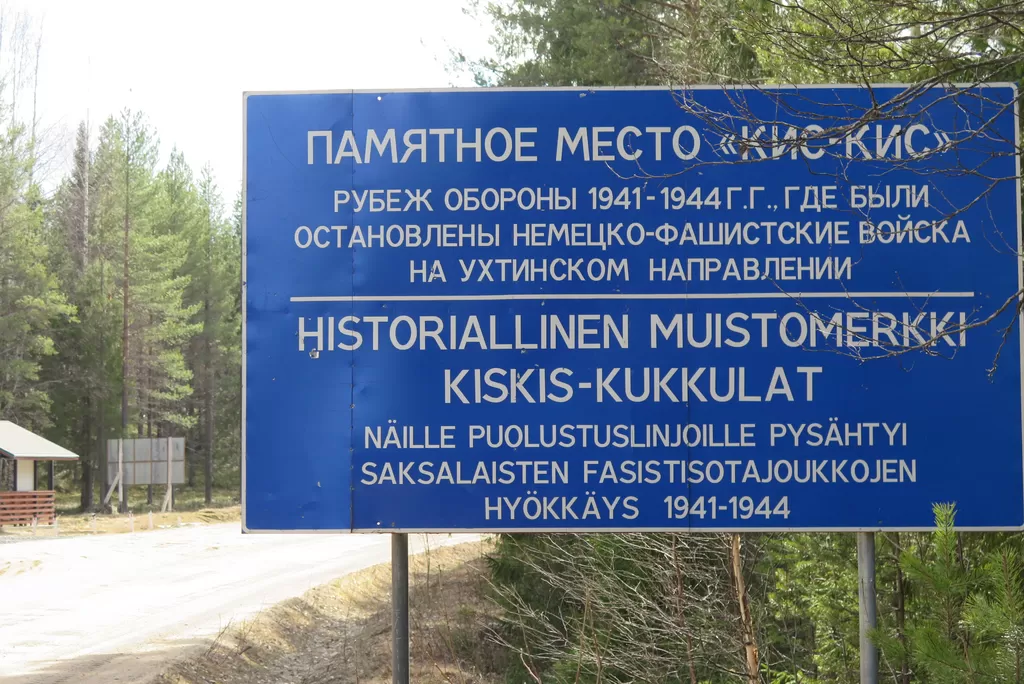 ПАМЯТНОЕ МЕСТО «КИС-КИС»
РУБЕЖ ОБОРОНЫ 1941-1944 Г.Г., ГДЕ БЫЛИ
ОСТАНОВЛЕНЫ НЕМЕЦКО-ФАШИСТСКИЕ ВОЙСКА
НА УХТИНСКОМ НАПРАВЛЕНИИ
HISTORIALLINEN MUISTOMERKKI
KISKIS-KUKKULAT
NÄILLE PUOLUSTUSLINJOILLE PYSÄHTYI
SAKSALAISTEN FASISTISOTAJOUKKOJEN
HYÖKKÄYS 1941-1944